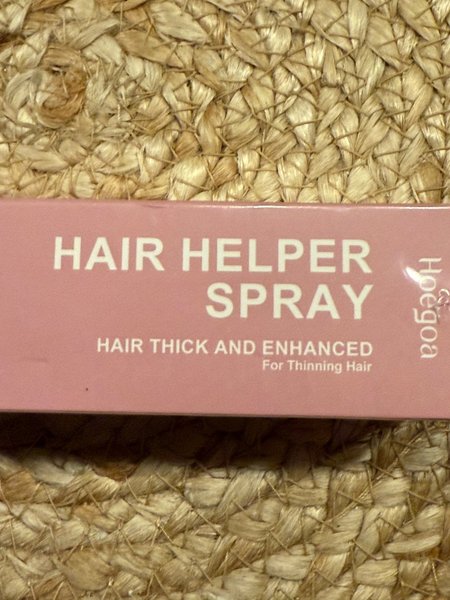 HAIR HELPER
SPRAY
HAIR THICK AND ENHANCED
For Thinning Hair
Hoegoa